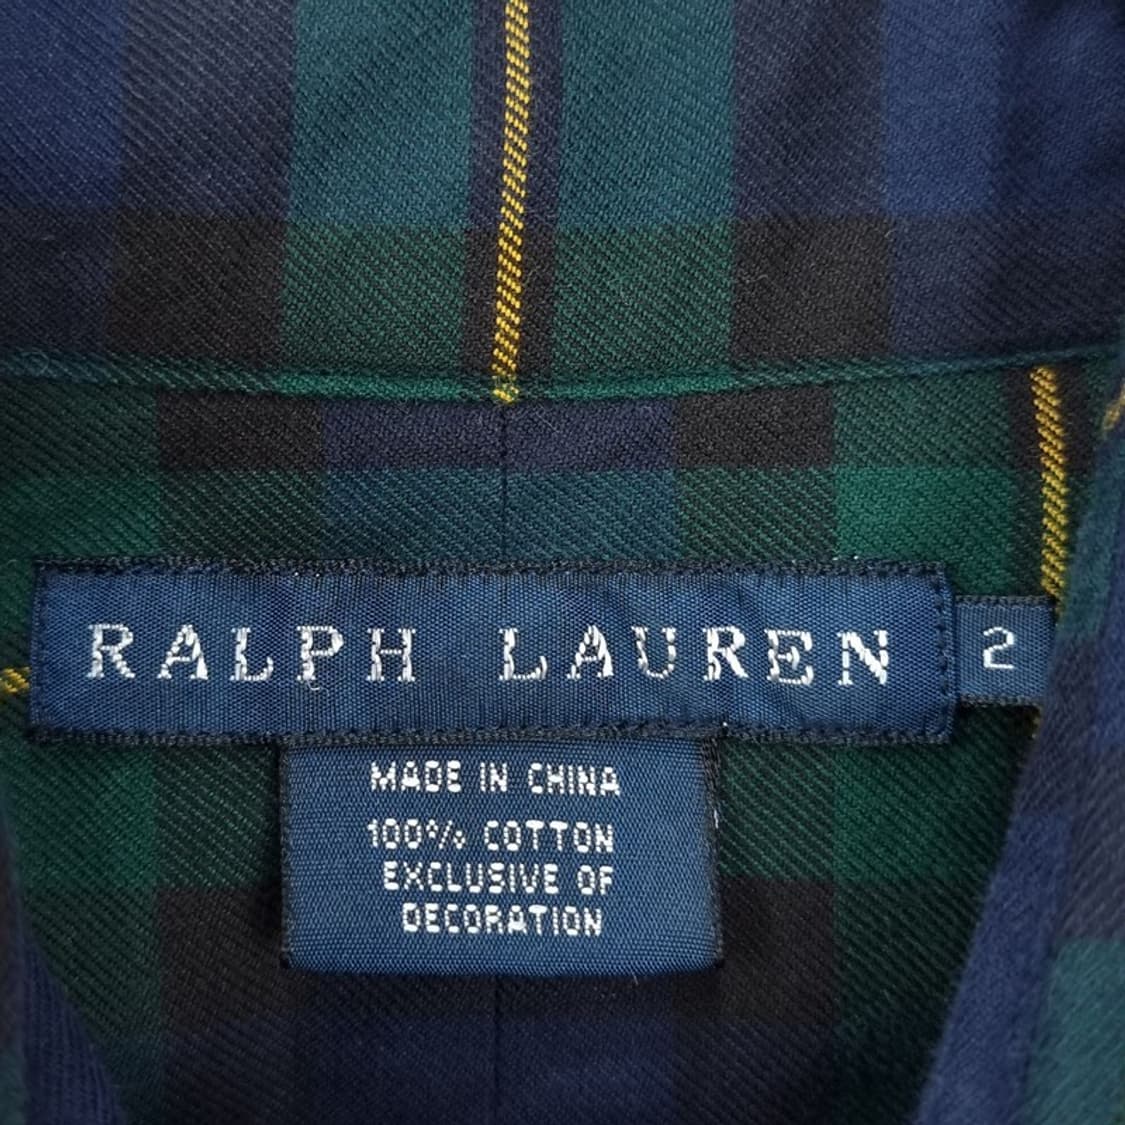 RALPH LAUREN
2
MADE IN CHINA
100% COTTON
EXCLUSIVE OF
DECORATION